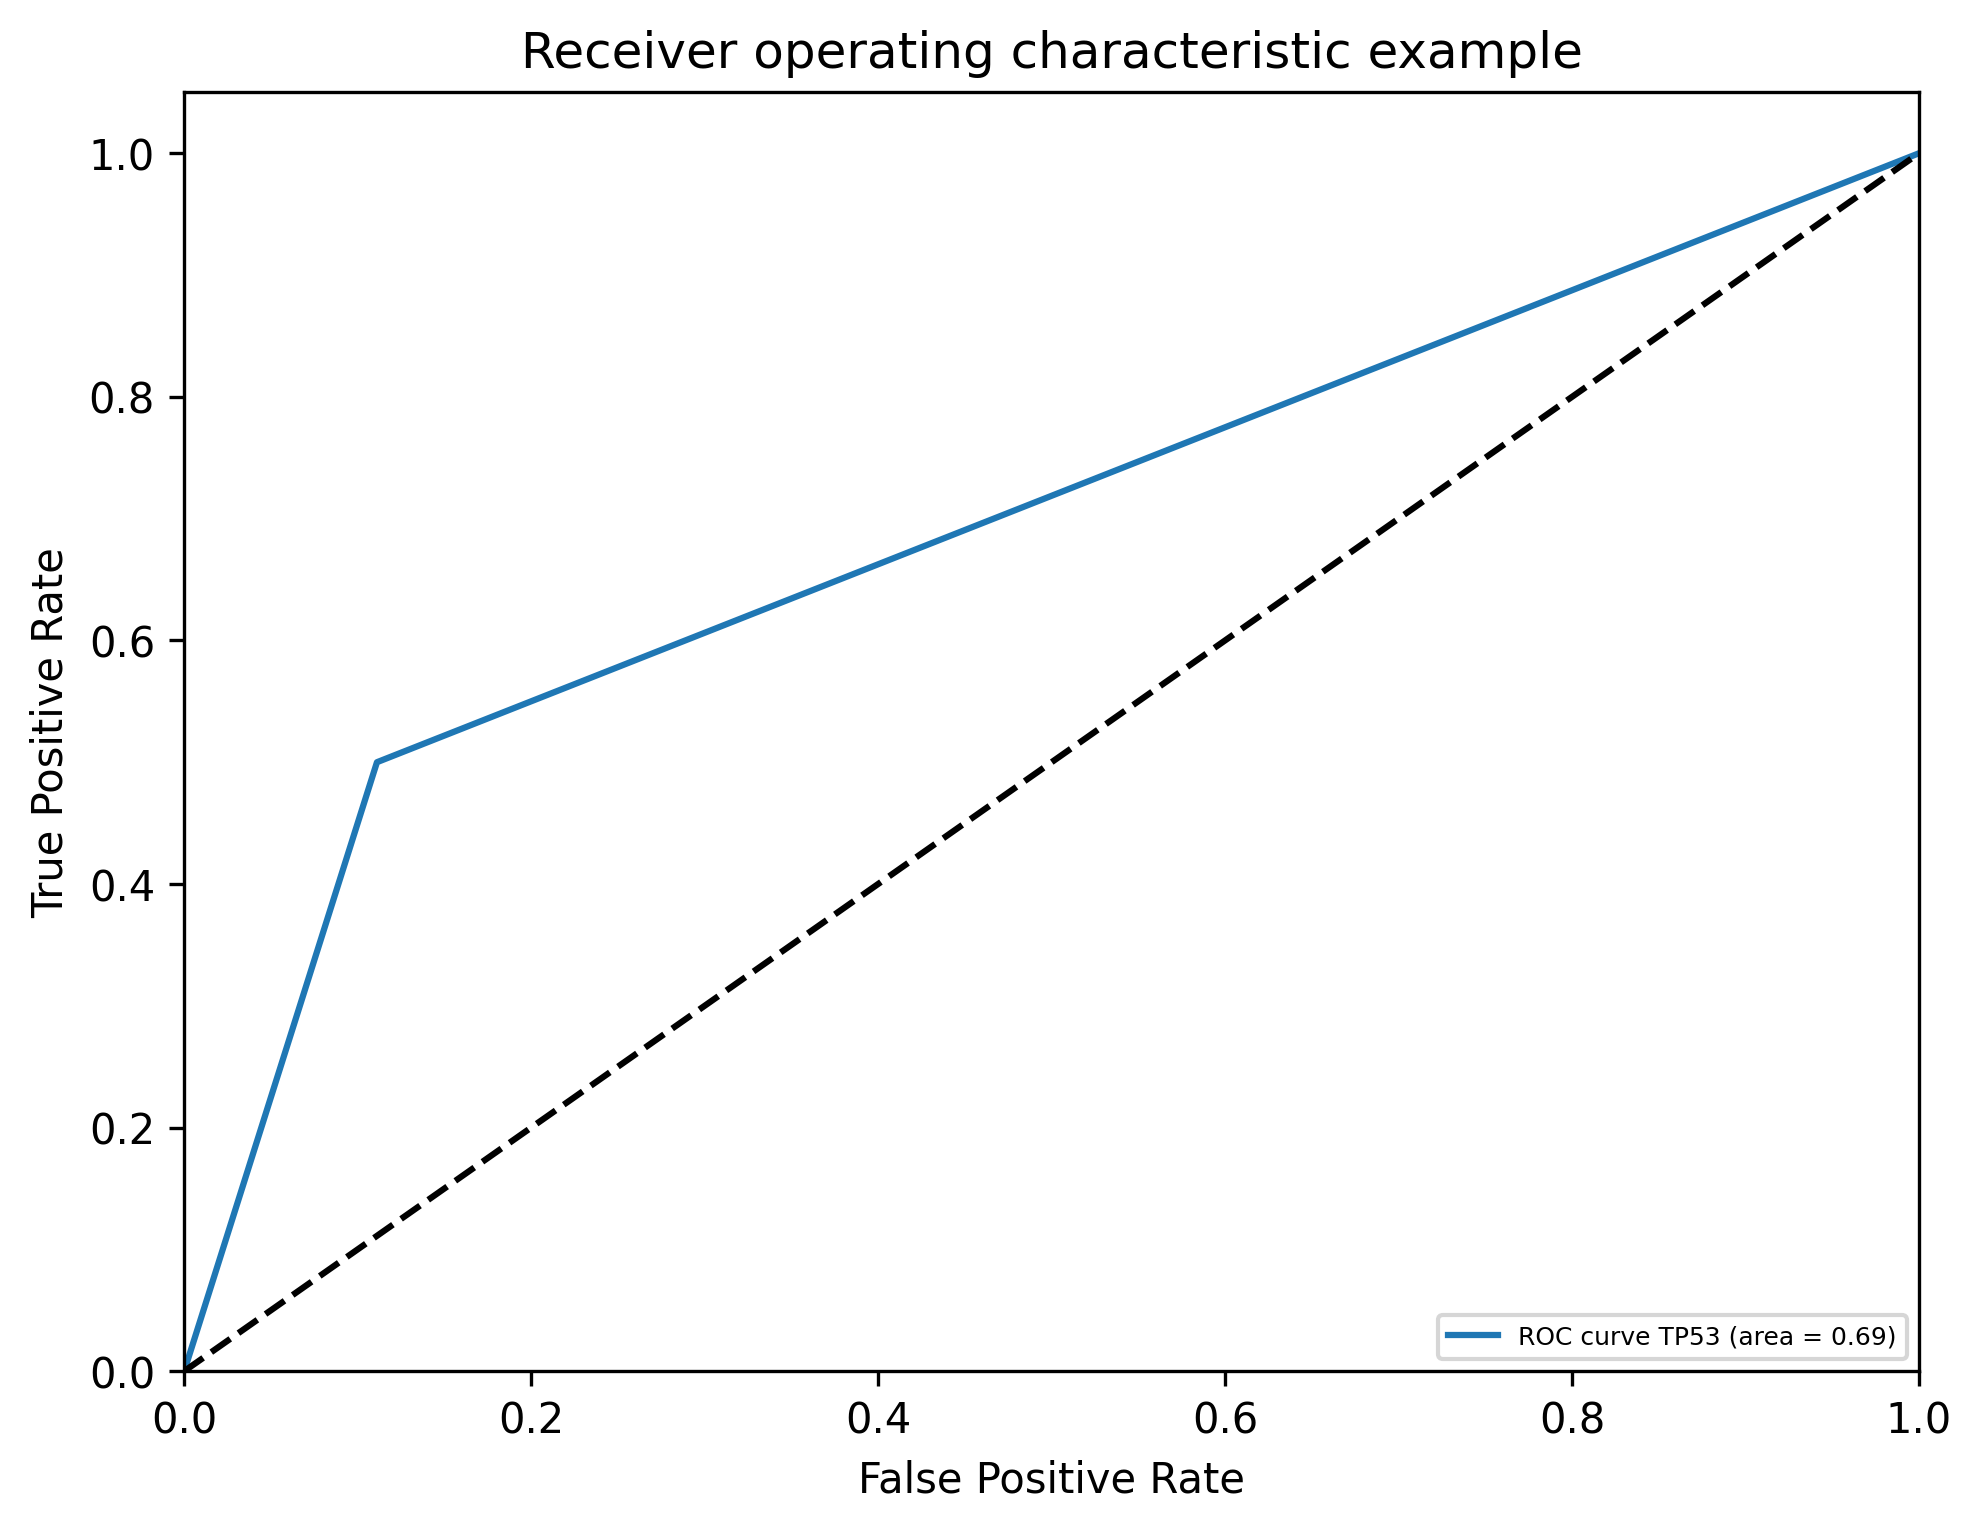 Receiver operating characteristic example
1.0
0.8
0.6
0.4
0.2
0.0
True Positive Rate
ROC curve TP53 (area = 0.69)
0.0 0.2 0.4 0.6 0.8 1.0
False Positive Rate